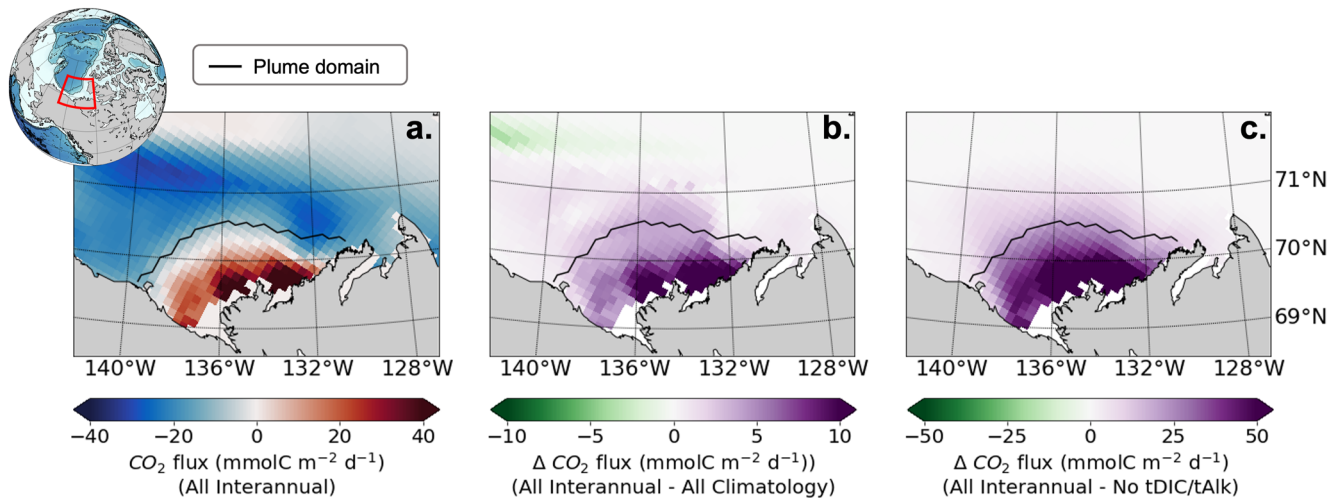 Plume domain
a.
b.
c.
71°N
70°N
69°N
140°W 136°W 132°W 128°W
140°W 136°W 132°W 128°W
140°W 136°W 132°W 128°W
−40 −20 0 20 40
−10 −5 0 5 10
−50 −25 0 25 50
CO₂ flux (mmolC m⁻² d⁻¹)
(All Interannual)
Δ CO₂ flux (mmolC m⁻² d⁻¹))
(All Interannual - All Climatology)
Δ CO₂ flux (mmolC m⁻² d⁻¹)
(All Interannual - No tDIC/tAlk)